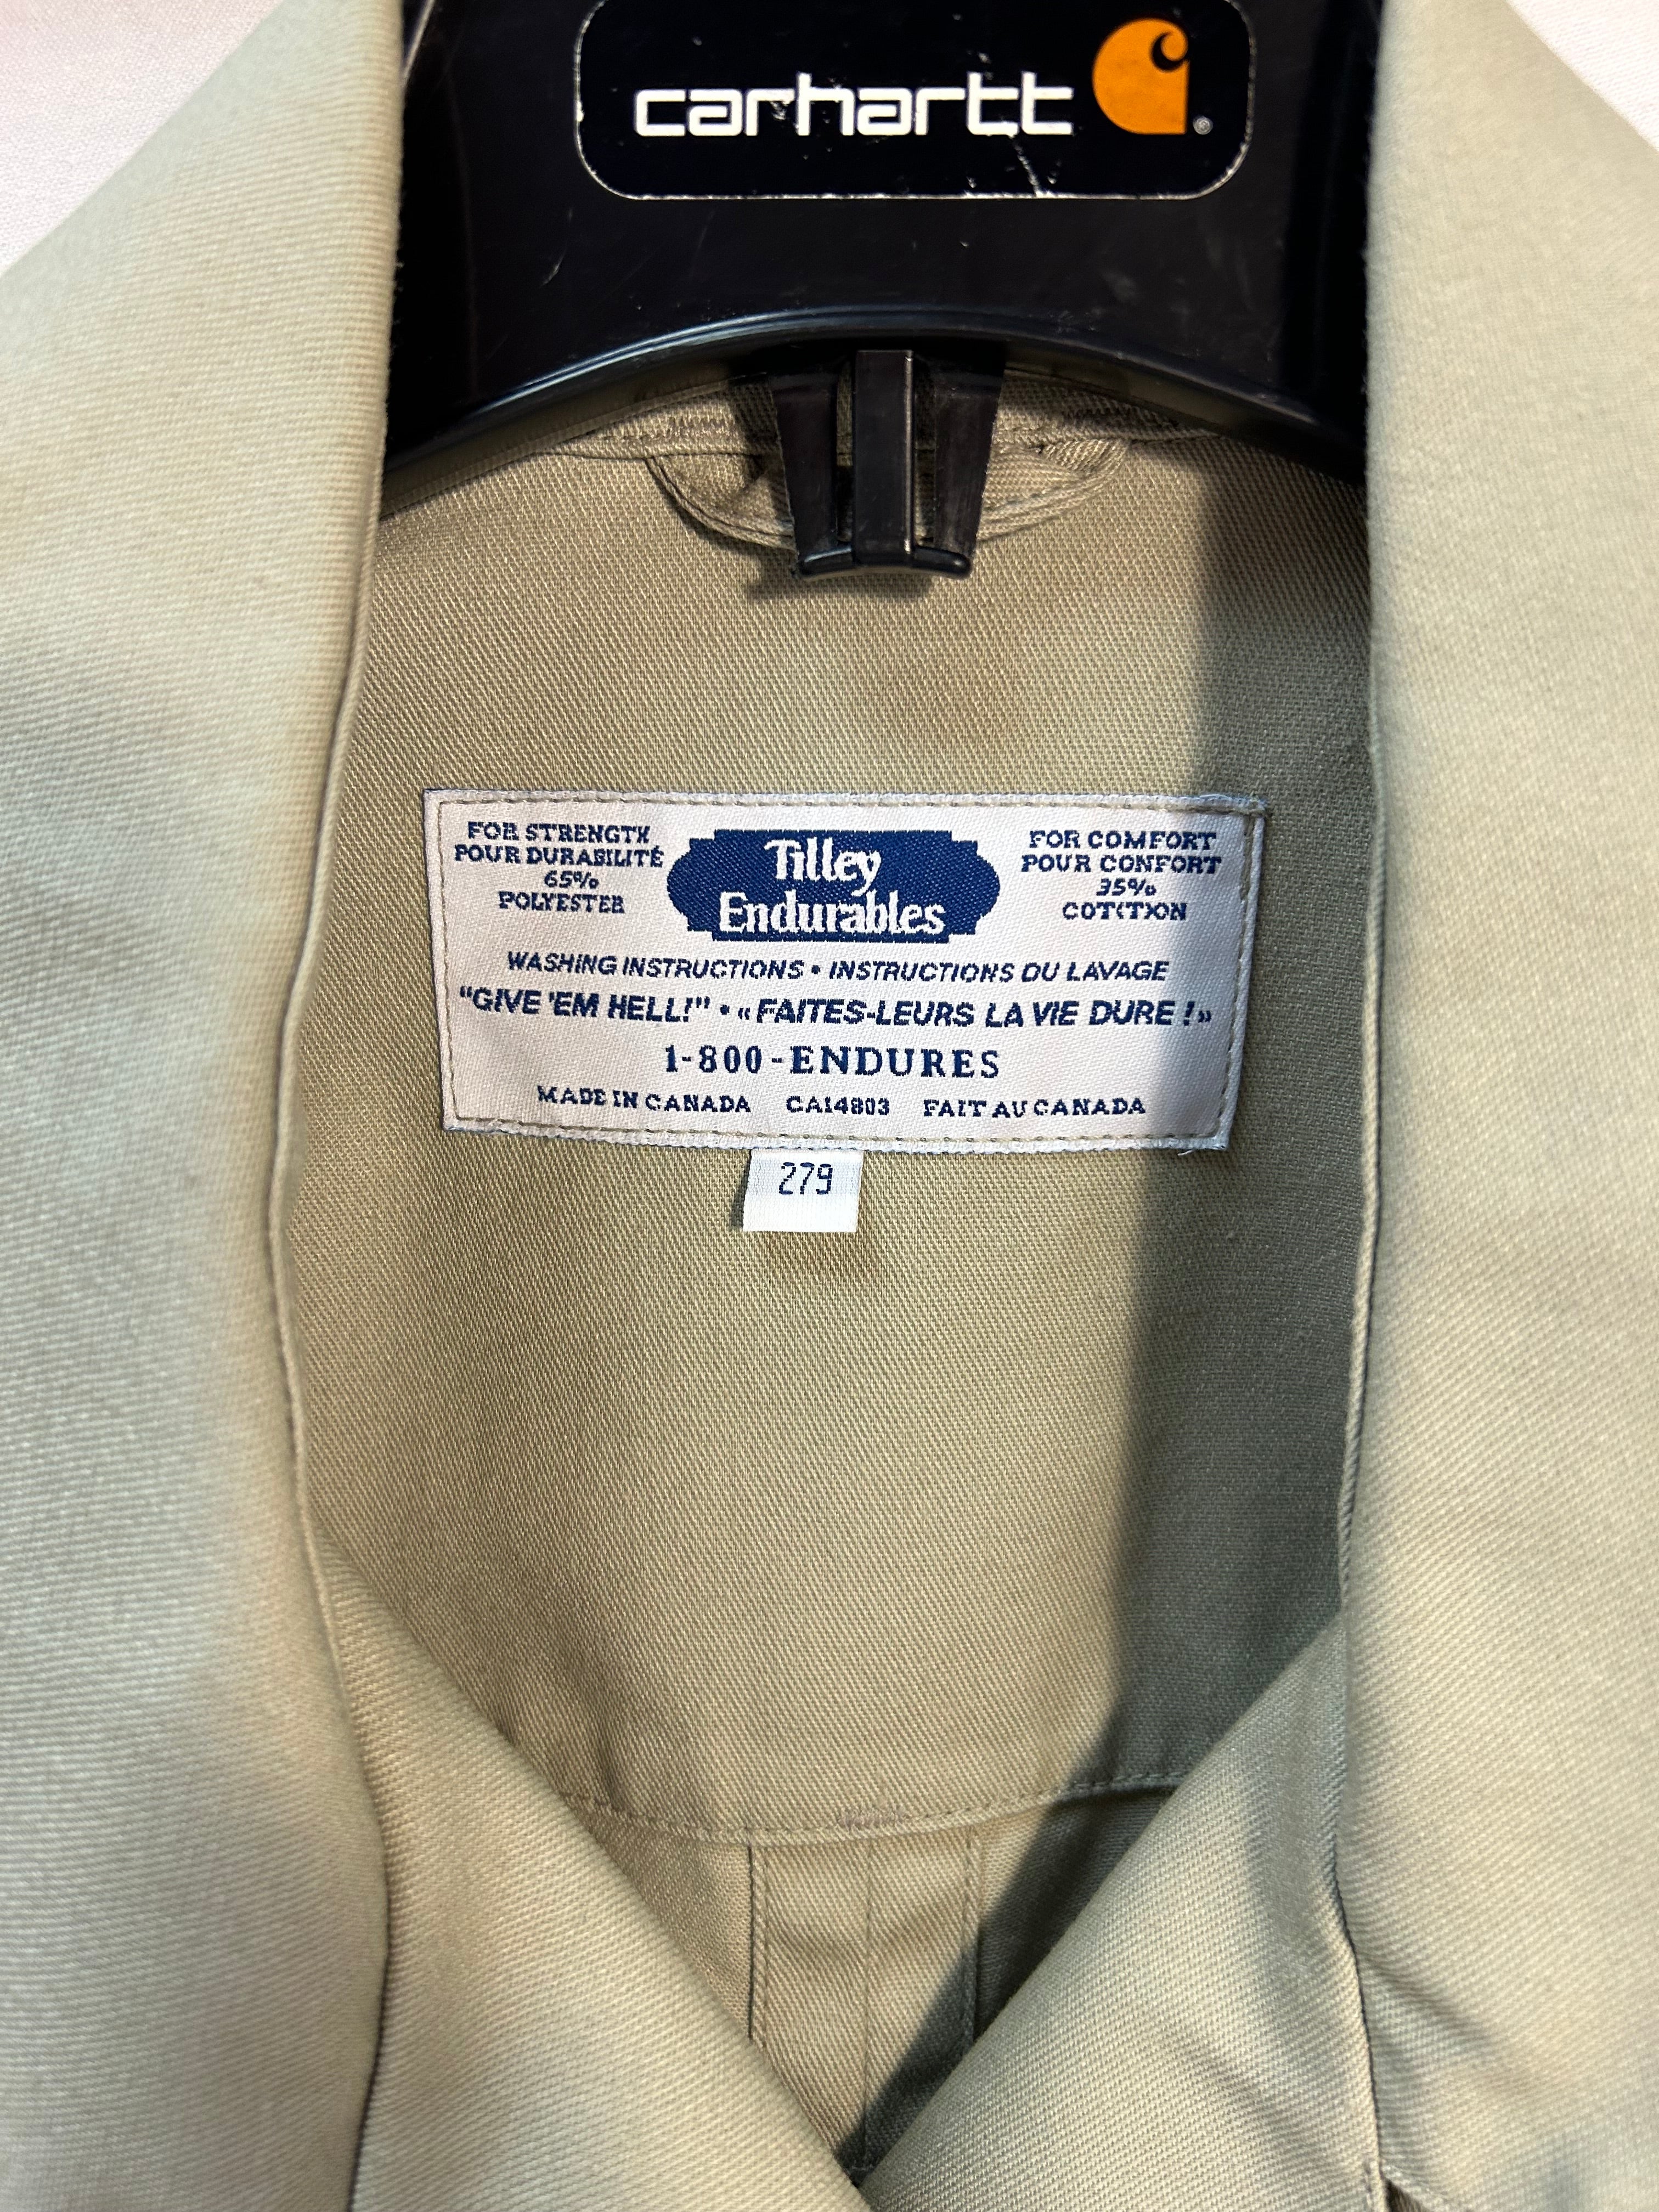 carhartt
®
FOR STRENGTH
POUR DURABILITÉ
65%
POLYESTER
Tilley
Endurables
FOR COMFORT
POUR CONFORT
35%
COT(T)ON
WASHING INSTRUCTIONS • INSTRUCTIONS DU LAVAGE
"GIVE 'EM HELL!" • «FAITES-LEURS LA VIE DURE !»
1-800-ENDURES
MADE IN CANADA CA14803 FAIT AU CANADA
279